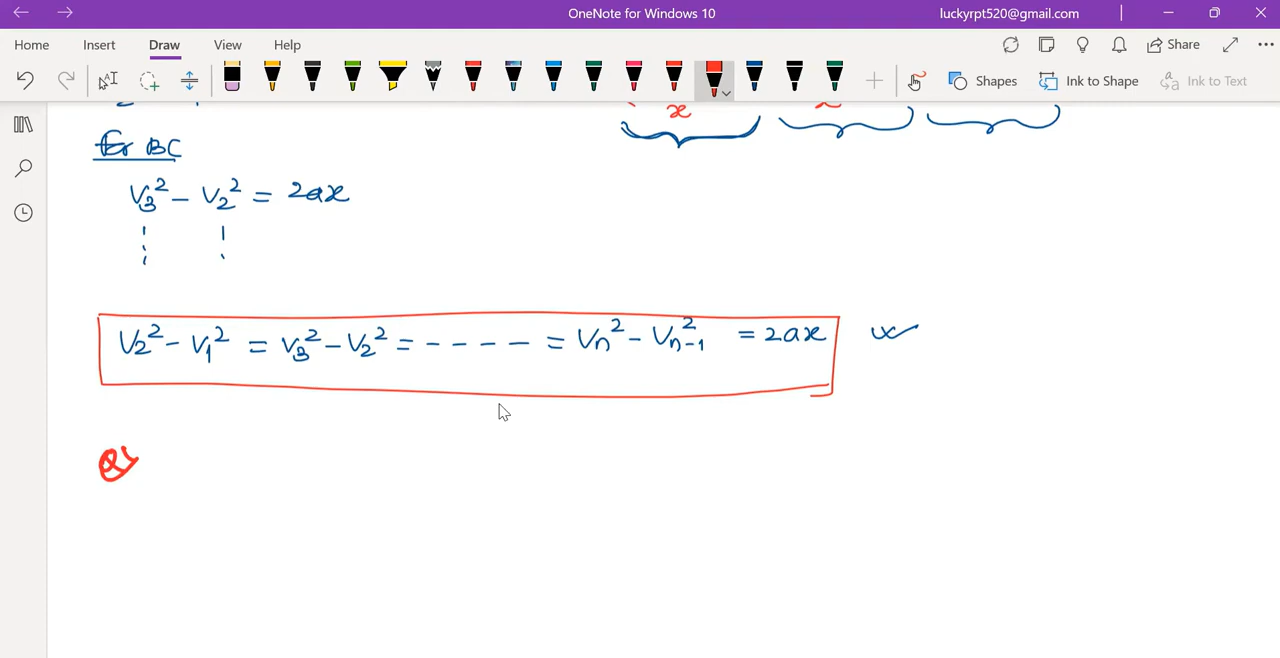 OneNote for Windows 10
luckyrpt520@gmail.com
Home Insert Draw View Help
Share
Shapes Ink to Shape Ink to Text
x
For BC
V₃² - V₂² = 2ax
V₂² - V₁² = V₃² - V₂² = - - - - = Vn² - Vn-1² = 2ax
Q